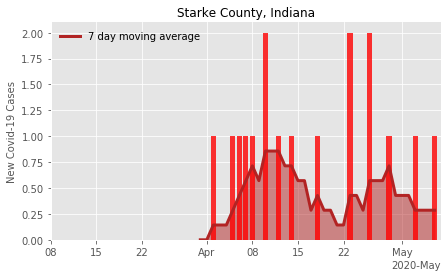 Starke County, Indiana
7 day moving average
New Covid-19 Cases
2.00
1.75
1.50
1.25
1.00
0.75
0.50
0.25
0.00
08
15
22
Apr
08
15
22
May
2020-May